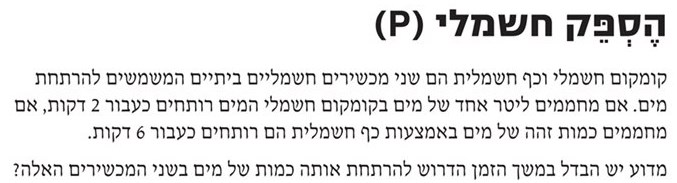 הֶסְפֵּק חשמלי (P)
קומקום חשמלי וכף חשמלית הם שני מכשירים חשמליים ביתיים המשמשים להרתחת
מים. אם מחממים ליטר אחד של מים בקומקום חשמלי המים רותחים כעבור 2 דקות, אם
מחממים כמות זהה של מים באמצעות כף חשמלית הם רותחים כעבור 6 דקות.
מדוע יש הבדל במשך הזמן הדרוש להרתחת אותה כמות של מים בשני המכשירים האלה?